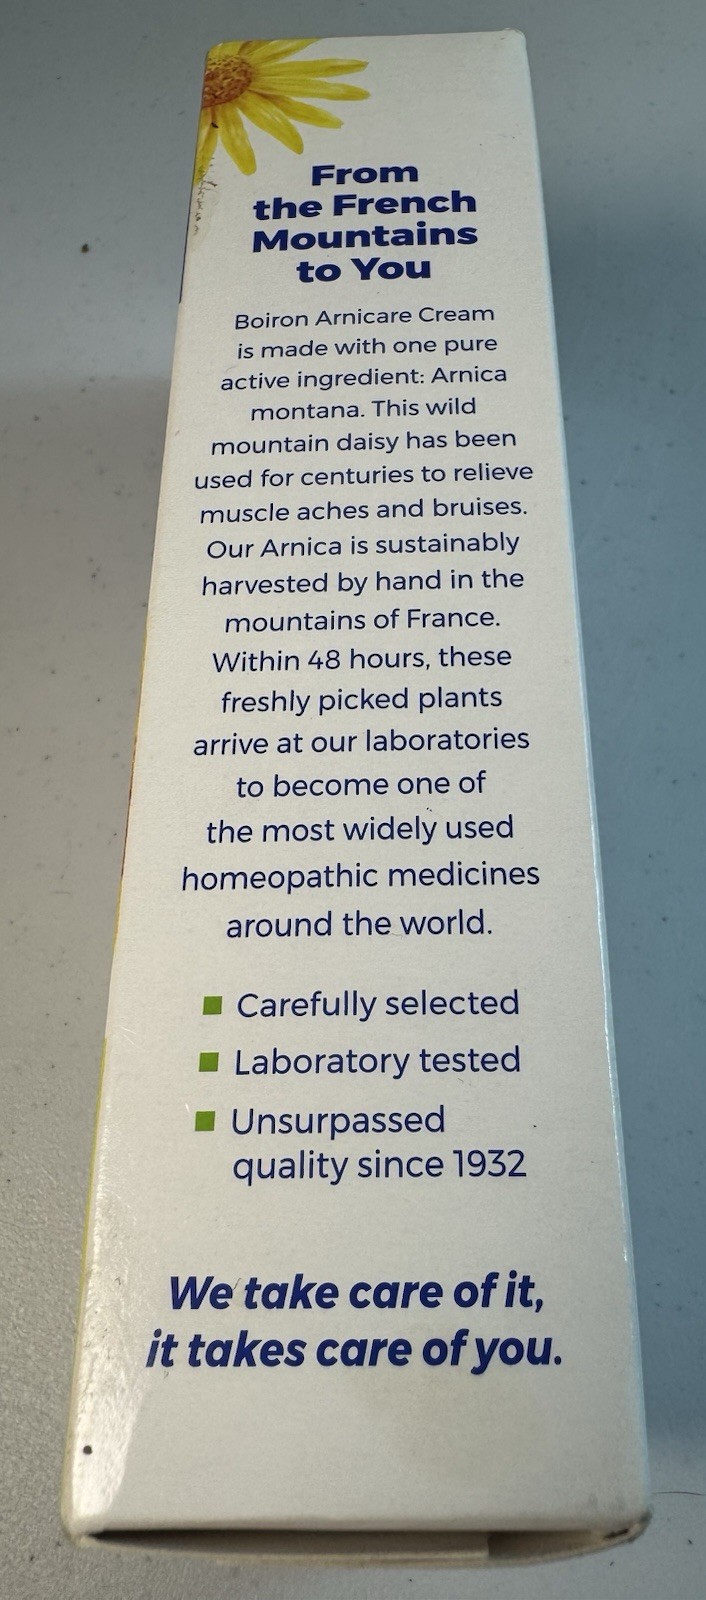 From
the French
Mountains
to You
Boiron Arnicare Cream
is made with one pure
active ingredient: Arnica
montana. This wild
mountain daisy has been
used for centuries to relieve
muscle aches and bruises.
Our Arnica is sustainably
harvested by hand in the
mountains of France.
Within 48 hours, these
freshly picked plants
arrive at our laboratories
to become one of
the most widely used
homeopathic medicines
around the world.
Carefully selected
Laboratory tested
Unsurpassed
quality since 1932
We take care of it,
it takes care of you.